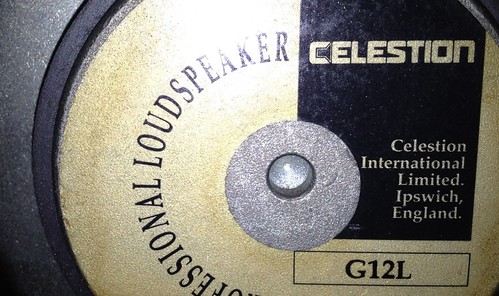 PROFESSIONAL LOUDSPEAKER
CELESTION
Celestion
International
Limited.
Ipswich,
England.
G12L